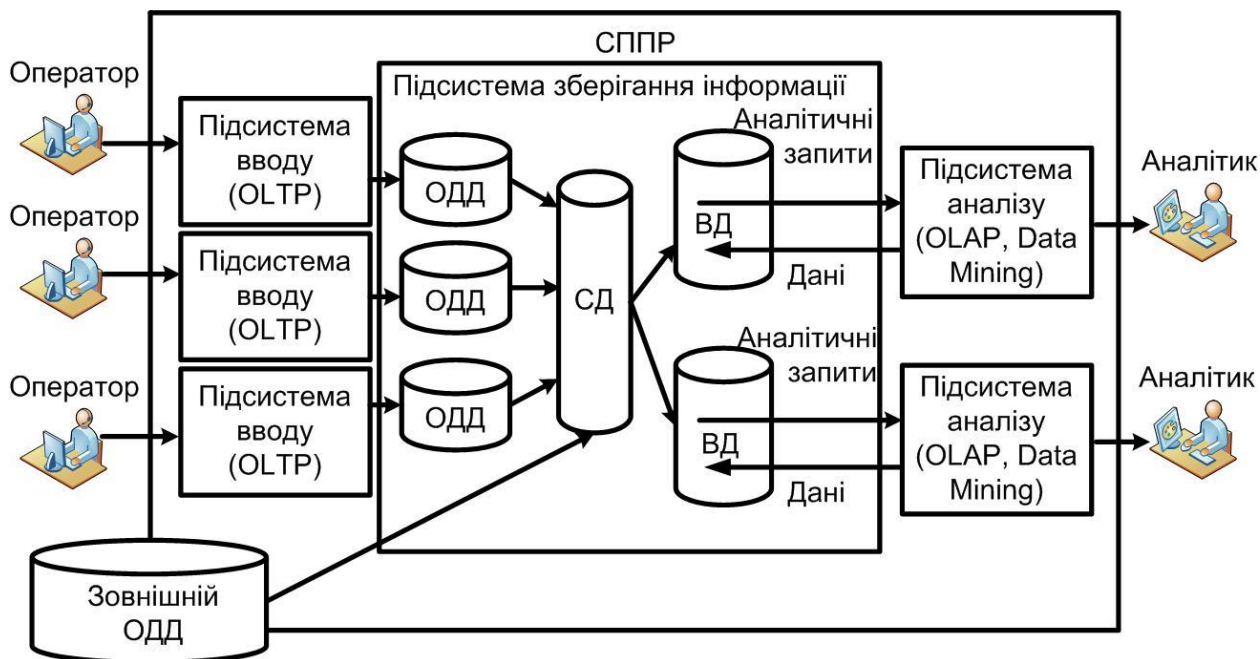 СППР
Оператор
Підсистема зберігання інформації
Підсистема
вводу
(OLTP)
ОДД
Аналітичні
запити
ВД
Дані
Підсистема
аналізу
(OLAP, Data
Mining)
Аналітик
Оператор
Підсистема
вводу
(OLTP)
ОДД
СД
Оператор
Підсистема
вводу
(OLTP)
ОДД
Аналітичні
запити
ВД
Дані
Підсистема
аналізу
(OLAP, Data
Mining)
Аналітик
Зовнішній
ОДД